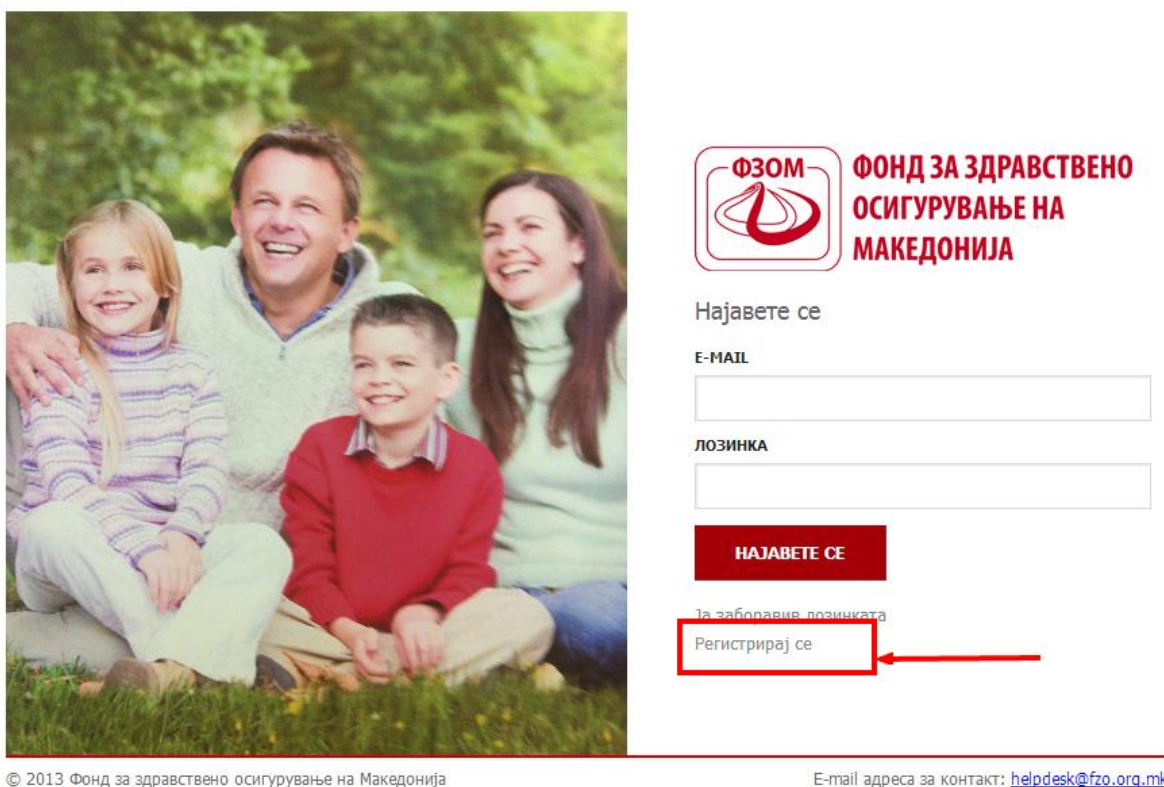 ФЗОМ
ФОНД ЗА ЗДРАВСТВЕНО
ОСИГУРУВАЊЕ НА
МАКЕДОНИЈА
Најавете се
E-MAIL
ЛОЗИНКА
НАЈАВЕТЕ СЕ
Ја заборавив лозинката
Регистрирај се
© 2013 Фонд за здравствено осигурување на Македонија
E-mail адреса за контакт: helpdesk@fzo.org.mk